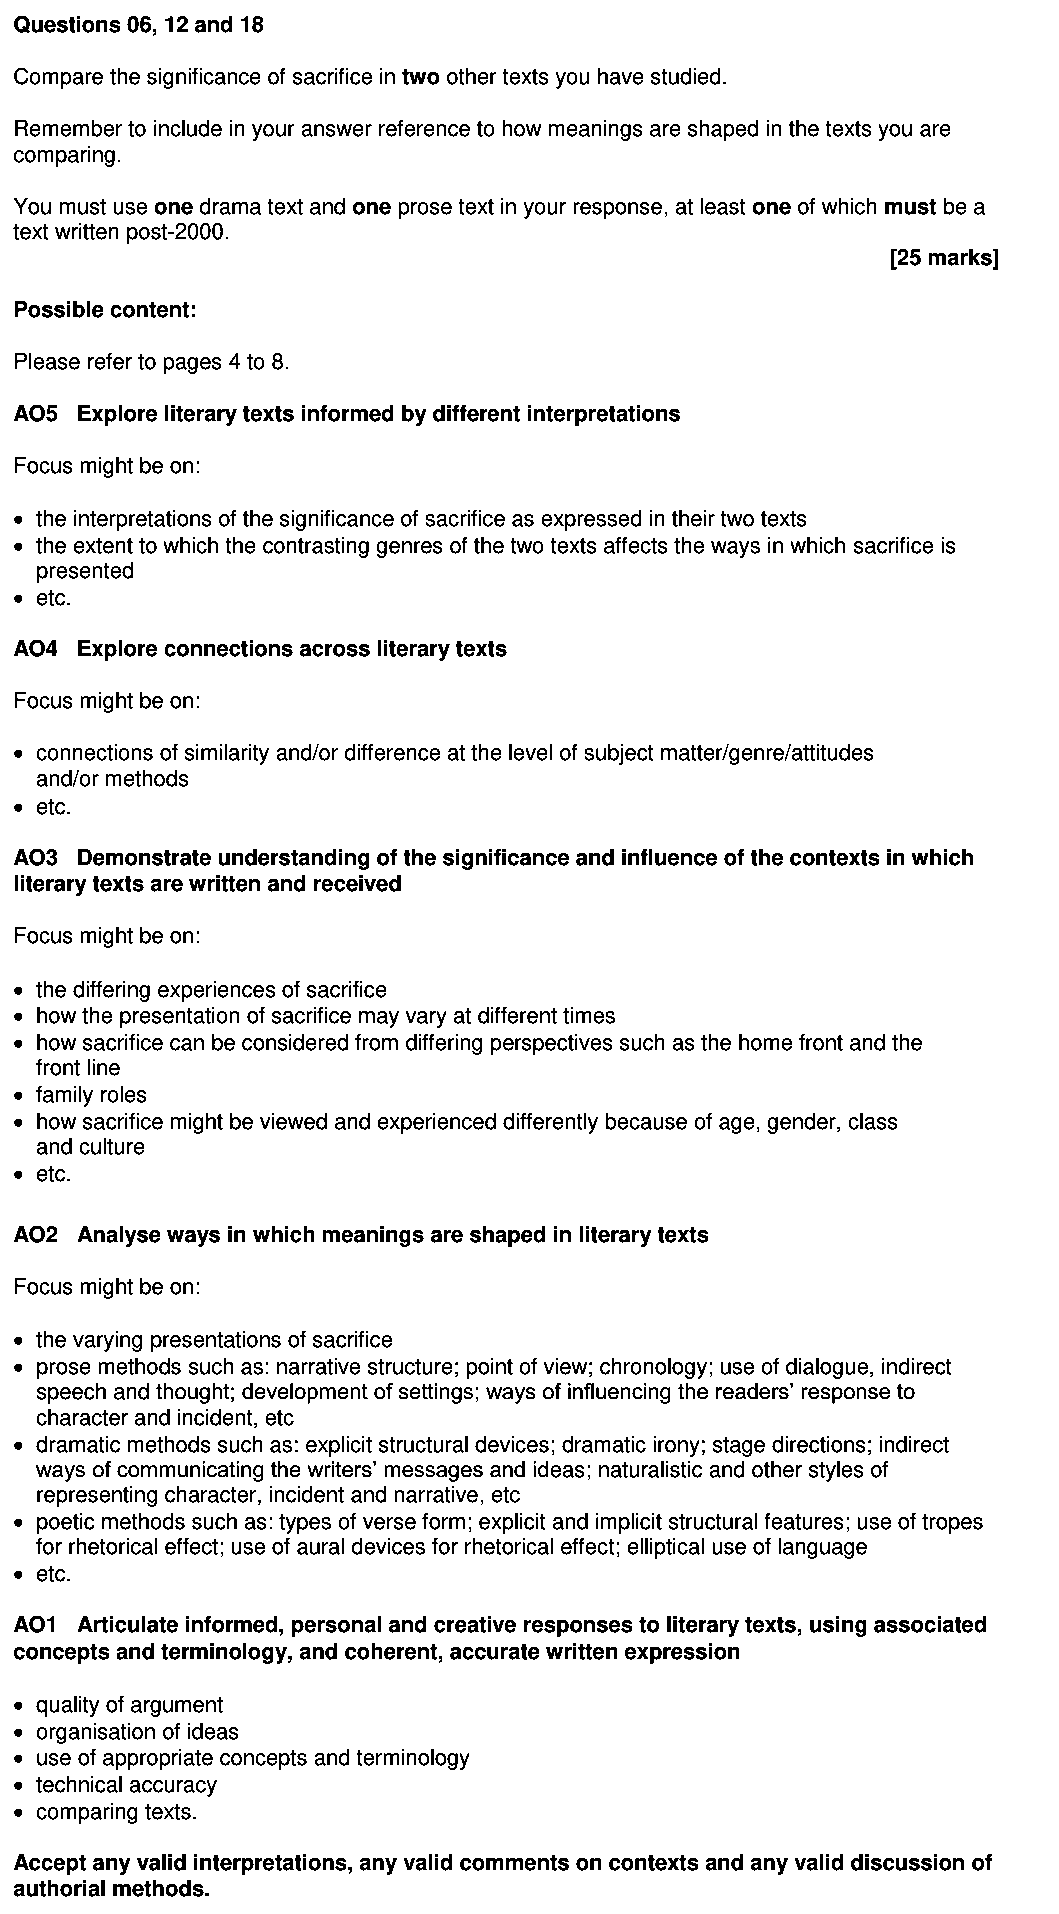 Questions 06, 12 and 18
Compare the significance of sacrifice in two other texts you have studied.
Remember to include in your answer reference to how meanings are shaped in the texts you are
comparing.
You must use one drama text and one prose text in your response, at least one of which must be a
text written post-2000.
[25 marks]
Possible content:
Please refer to pages 4 to 8.
AO5 Explore literary texts informed by different interpretations
Focus might be on:
• the interpretations of the significance of sacrifice as expressed in their two texts
• the extent to which the contrasting genres of the two texts affects the ways in which sacrifice is
presented
• etc.
AO4 Explore connections across literary texts
Focus might be on:
• connections of similarity and/or difference at the level of subject matter/genre/attitudes
and/or methods
• etc.
AO3 Demonstrate understanding of the significance and influence of the contexts in which
literary texts are written and received
Focus might be on:
• the differing experiences of sacrifice
• how the presentation of sacrifice may vary at different times
• how sacrifice can be considered from differing perspectives such as the home front and the
front line
• family roles
• how sacrifice might be viewed and experienced differently because of age, gender, class
and culture
• etc.
AO2 Analyse ways in which meanings are shaped in literary texts
Focus might be on:
• the varying presentations of sacrifice
• prose methods such as: narrative structure; point of view; chronology; use of dialogue, indirect
speech and thought; development of settings; ways of influencing the readers’ response to
character and incident, etc
• dramatic methods such as: explicit structural devices; dramatic irony; stage directions; indirect
ways of communicating the writers’ messages and ideas; naturalistic and other styles of
representing character, incident and narrative, etc
• poetic methods such as: types of verse form; explicit and implicit structural features; use of tropes
for rhetorical effect; use of aural devices for rhetorical effect; elliptical use of language
• etc.
AO1 Articulate informed, personal and creative responses to literary texts, using associated
concepts and terminology, and coherent, accurate written expression
• quality of argument
• organisation of ideas
• use of appropriate concepts and terminology
• technical accuracy
• comparing texts.
Accept any valid interpretations, any valid comments on contexts and any valid discussion of
authorial methods.